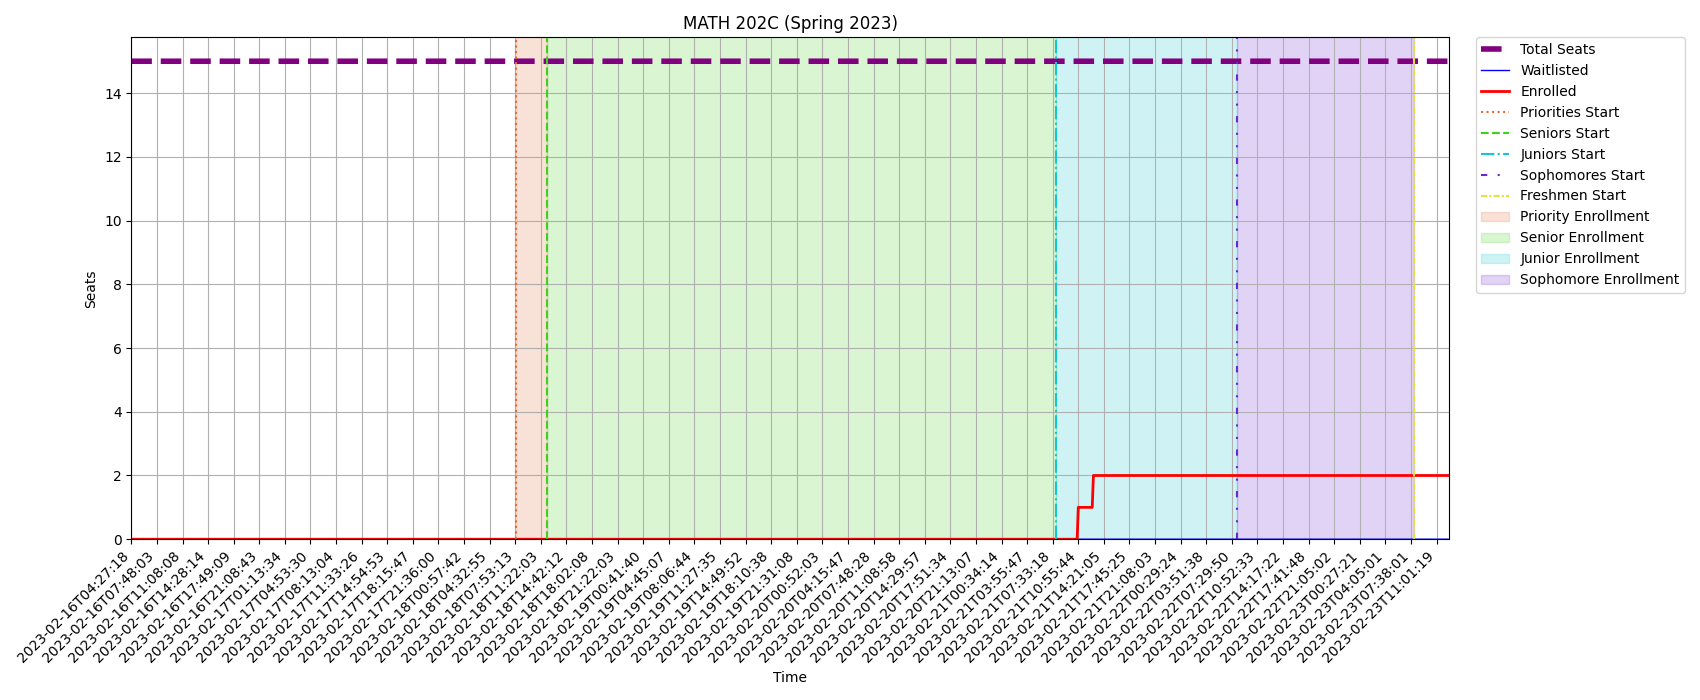 MATH 202C (Spring 2023)
Total Seats
Waitlisted
Enrolled
Priorities Start
Seniors Start
Juniors Start
Sophomores Start
Freshmen Start
Priority Enrollment
Senior Enrollment
Junior Enrollment
Sophomore Enrollment
Seats
14
12
10
8
6
4
2
0
2023-02-16T04:27:18
2023-02-16T07:48:03
2023-02-16T11:08:08
2023-02-16T14:28:14
2023-02-16T17:49:09
2023-02-16T21:08:43
2023-02-17T01:13:34
2023-02-17T04:53:30
2023-02-17T08:13:04
2023-02-17T11:33:26
2023-02-17T14:54:53
2023-02-17T18:15:47
2023-02-17T21:36:00
2023-02-18T00:57:42
2023-02-18T04:32:55
2023-02-18T07:53:13
2023-02-18T11:22:03
2023-02-18T14:42:12
2023-02-18T18:02:08
2023-02-18T21:22:03
2023-02-19T00:41:40
2023-02-19T04:45:07
2023-02-19T08:06:44
2023-02-19T11:27:35
2023-02-19T14:49:52
2023-02-19T18:10:38
2023-02-19T21:31:08
2023-02-20T00:52:03
2023-02-20T04:15:47
2023-02-20T07:48:28
2023-02-20T11:08:58
2023-02-20T14:29:57
2023-02-20T17:51:34
2023-02-20T21:13:07
2023-02-21T00:34:14
2023-02-21T03:55:47
2023-02-21T07:33:18
2023-02-21T10:55:44
2023-02-21T14:21:05
2023-02-21T17:45:25
2023-02-21T21:08:03
2023-02-22T00:29:24
2023-02-22T03:51:38
2023-02-22T07:29:50
2023-02-22T10:52:33
2023-02-22T14:17:22
2023-02-22T17:41:48
2023-02-22T21:05:02
2023-02-23T00:27:21
2023-02-23T04:05:01
2023-02-23T07:38:01
2023-02-23T11:01:19
Time